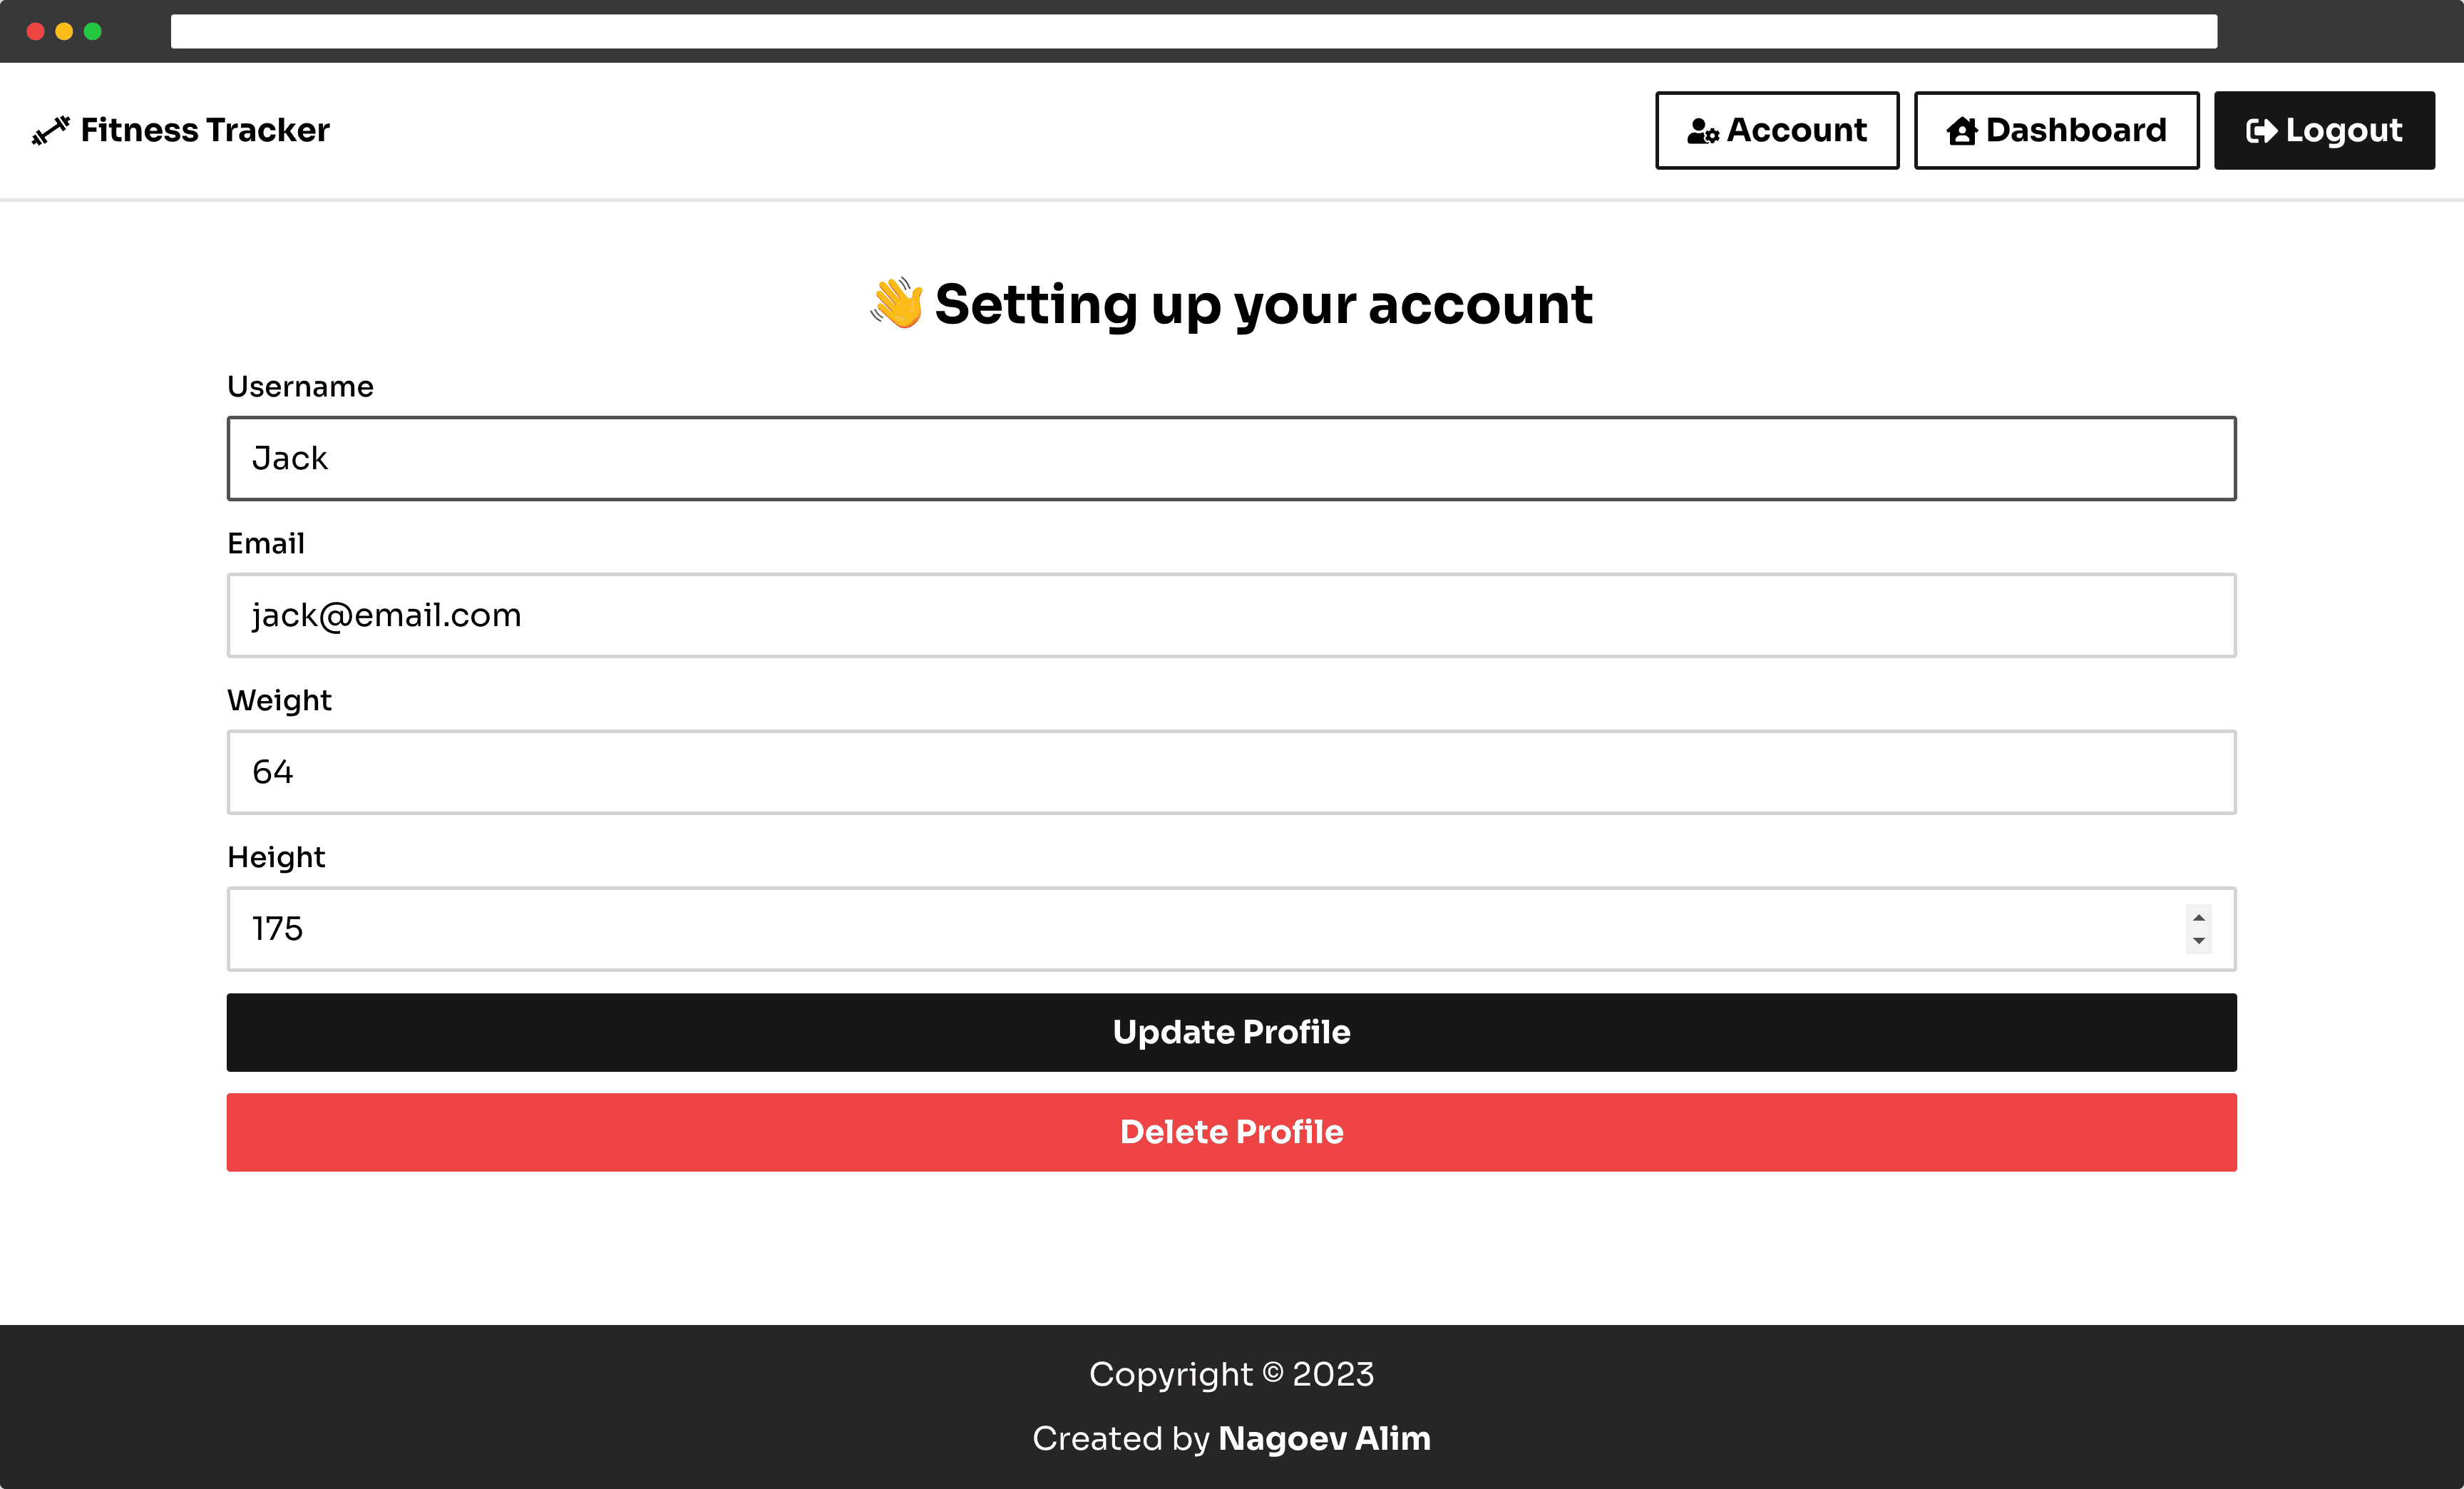 Fitness Tracker
Account
Dashboard
Logout
👋 Setting up your account
Username
Jack
Email
jack@email.com
Weight
64
Height
175
Update Profile
Delete Profile
Copyright © 2023
Created by Nagoev Alim